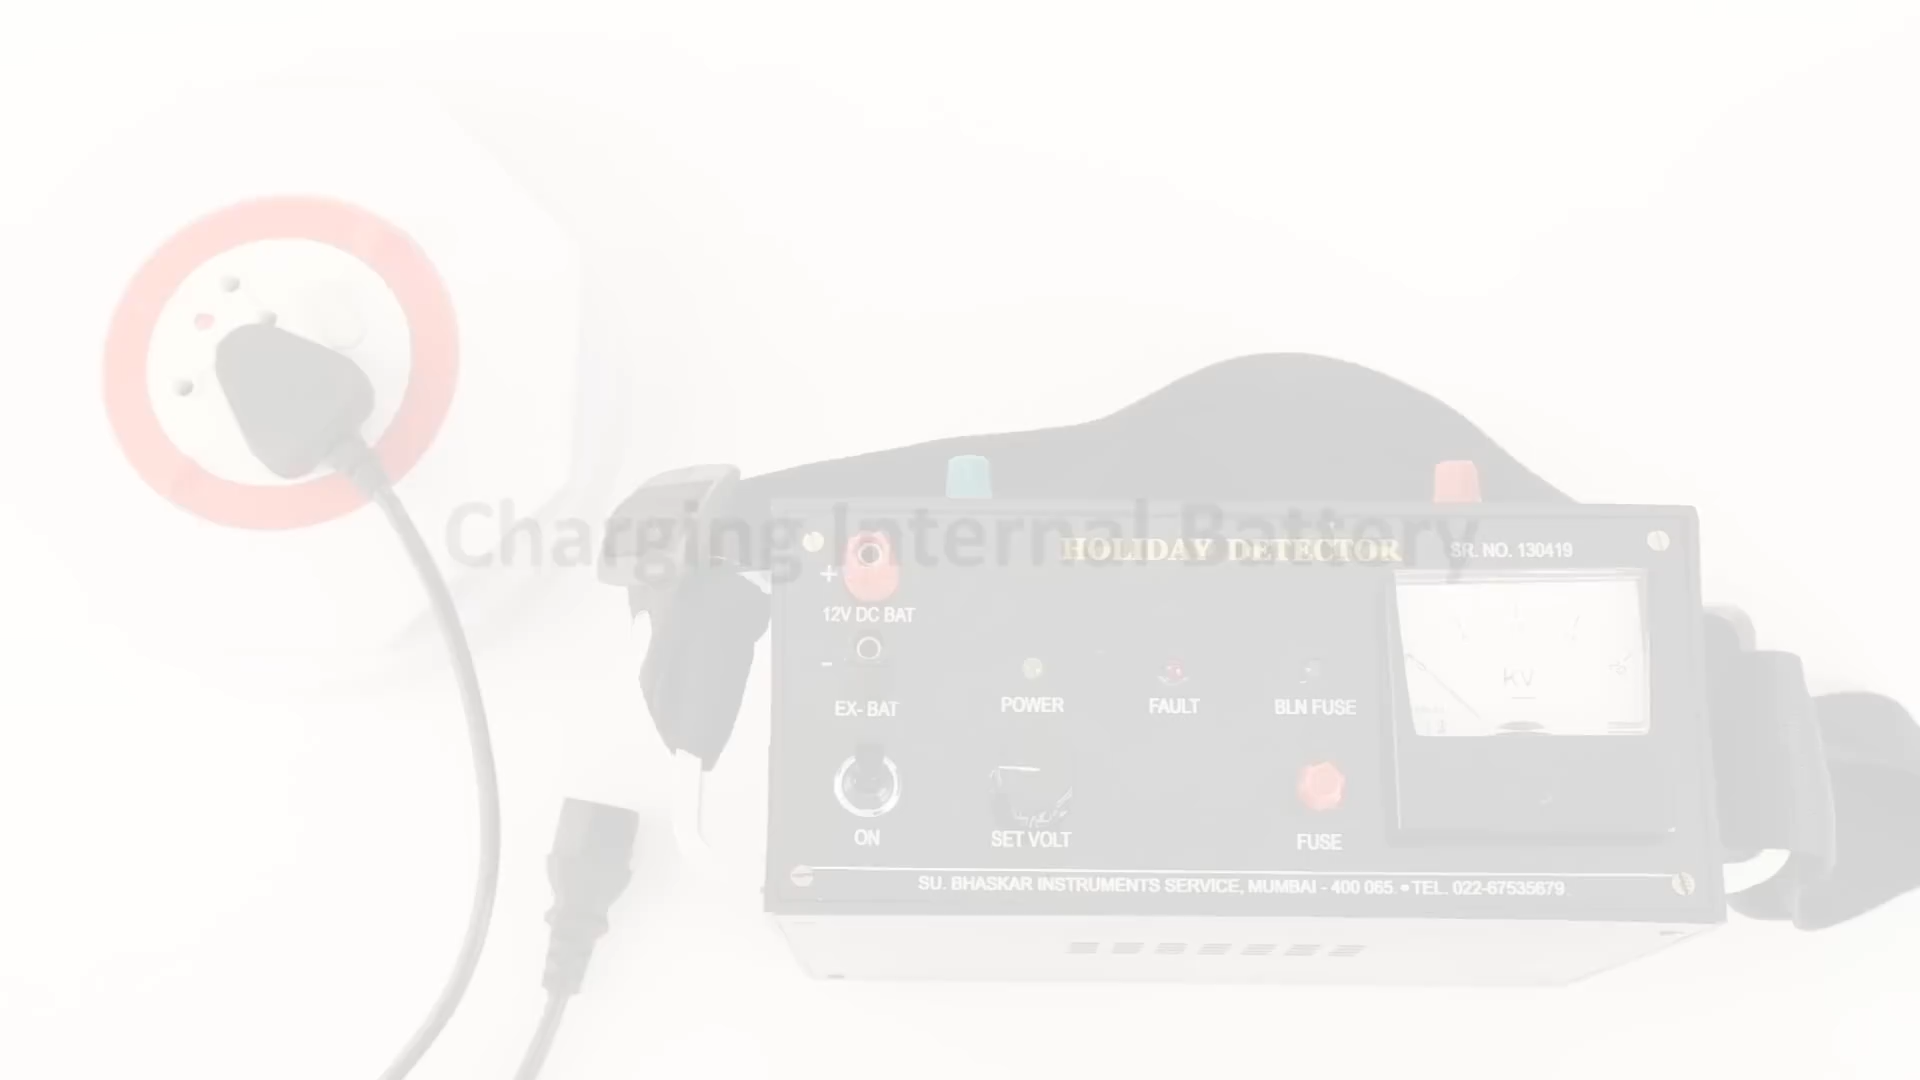 Charging Internal Battery
HOLIDAY DETECTOR
SR. NO. 130419
+
12V DC BAT
-
EX- BAT
POWER
FAULT
BLN FUSE
KV
ON
SET VOLT
FUSE
SU. BHASKAR INSTRUMENTS SERVICE, MUMBAI - 400 065. • TEL. 022-67535679.